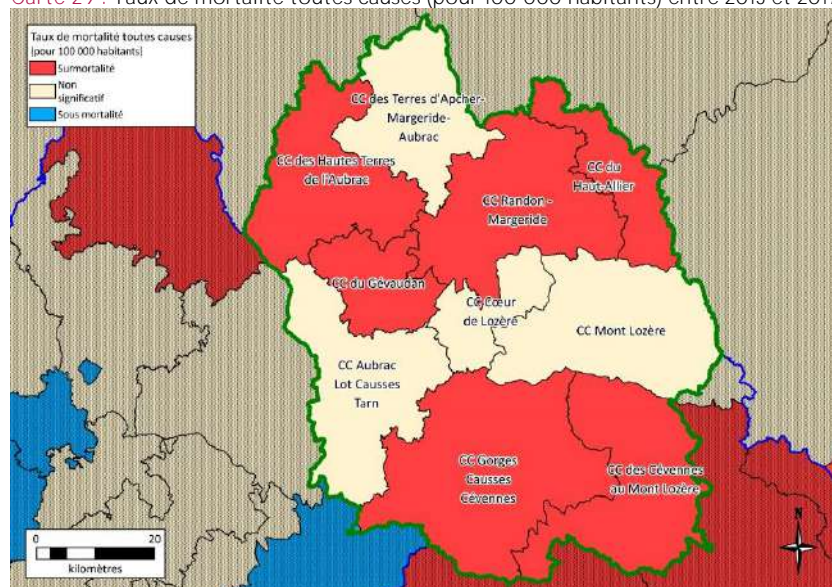 Carte 29 : Taux de mortalité toutes causes (pour 100 000 habitants) entre 2013 et 2017
Taux de mortalité toutes causes
(pour 100 000 habitants)
Surmortalité
Non
significatif
Sous mortalité
CC des Terres d'Apcher-
Margeride-
Aubrac
CC des Hautes Terres
de l'Aubrac
CC du
Haut-Allier
CC Randon -
Margeride
CC du Gévaudan
CC Cœur
de Lozère
CC Mont Lozère
CC Aubrac
Lot Causses
Tarn
CC Gorges
Causses
Cévennes
CC des Cévennes
au Mont Lozère
0 20
kilomètres
N